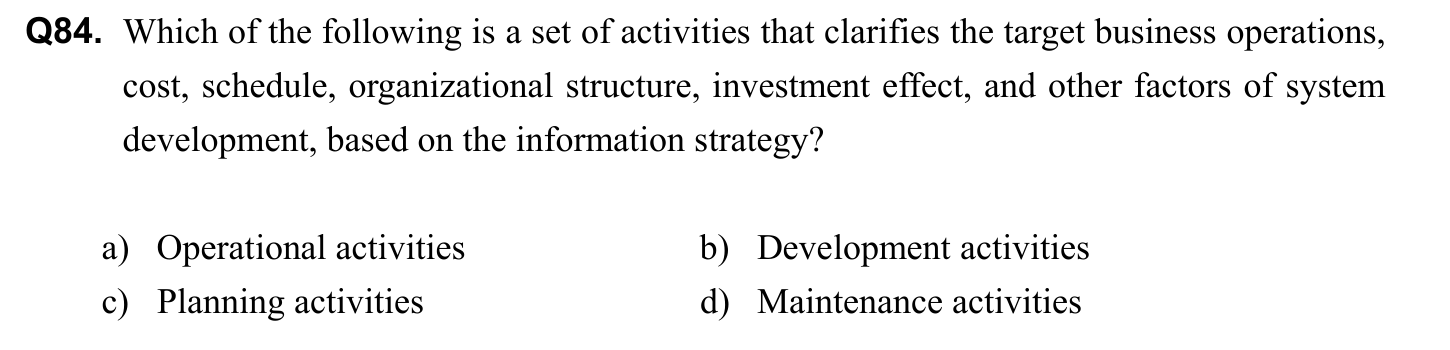 Q84. Which of the following is a set of activities that clarifies the target business operations,
cost, schedule, organizational structure, investment effect, and other factors of system
development, based on the information strategy?
a) Operational activities b) Development activities
c) Planning activities d) Maintenance activities